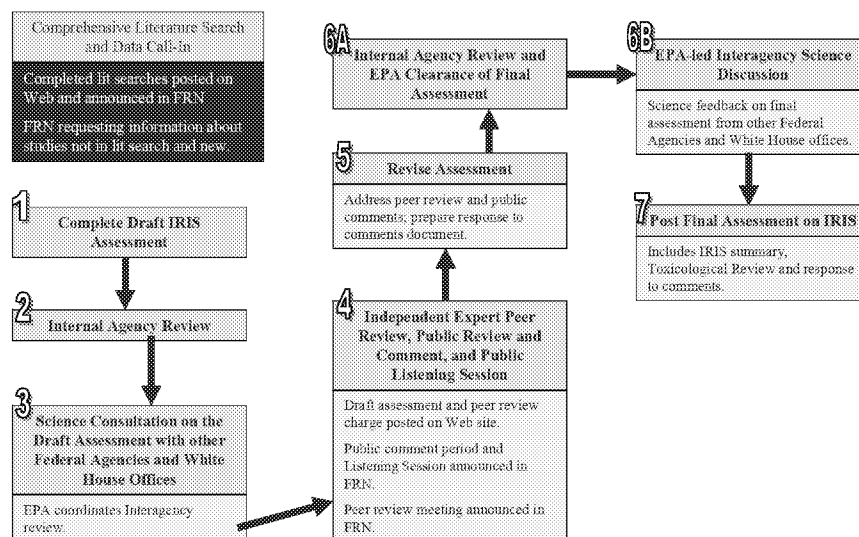 Comprehensive Literature Search
and Data Call-in
Completed lit searches posted on
Web and announced in FRN
FRN requesting information about
studies not in lit search and new
1
Complete Draft IRIS
Assessment
2
Internal Agency Review
3
Science Consultation on the
Draft Assessment with other
Federal Agencies and White
House Offices
EPA coordinates Interagency
review.
4
Independent Expert Peer
Review, Public Review and
Comment, and Public
Listening Session
Draft assessment and peer review
charge posted on Web site.
Public comment period and
Listening Session announced in
FRN.
Peer review meeting announced in
FRN.
5
Revise Assessment
Address peer review and public
comments; prepare response to
comments document.
6A
Internal Agency Review and
EPA Clearance of Final
Assessment
6B
EPA-led Interagency Science
Discussion
Science feedback on final
assessment from other Federal
Agencies and White House offices.
7
Post Final Assessment on IRIS
Includes IRIS summary,
Toxicological Review and response
to comments.